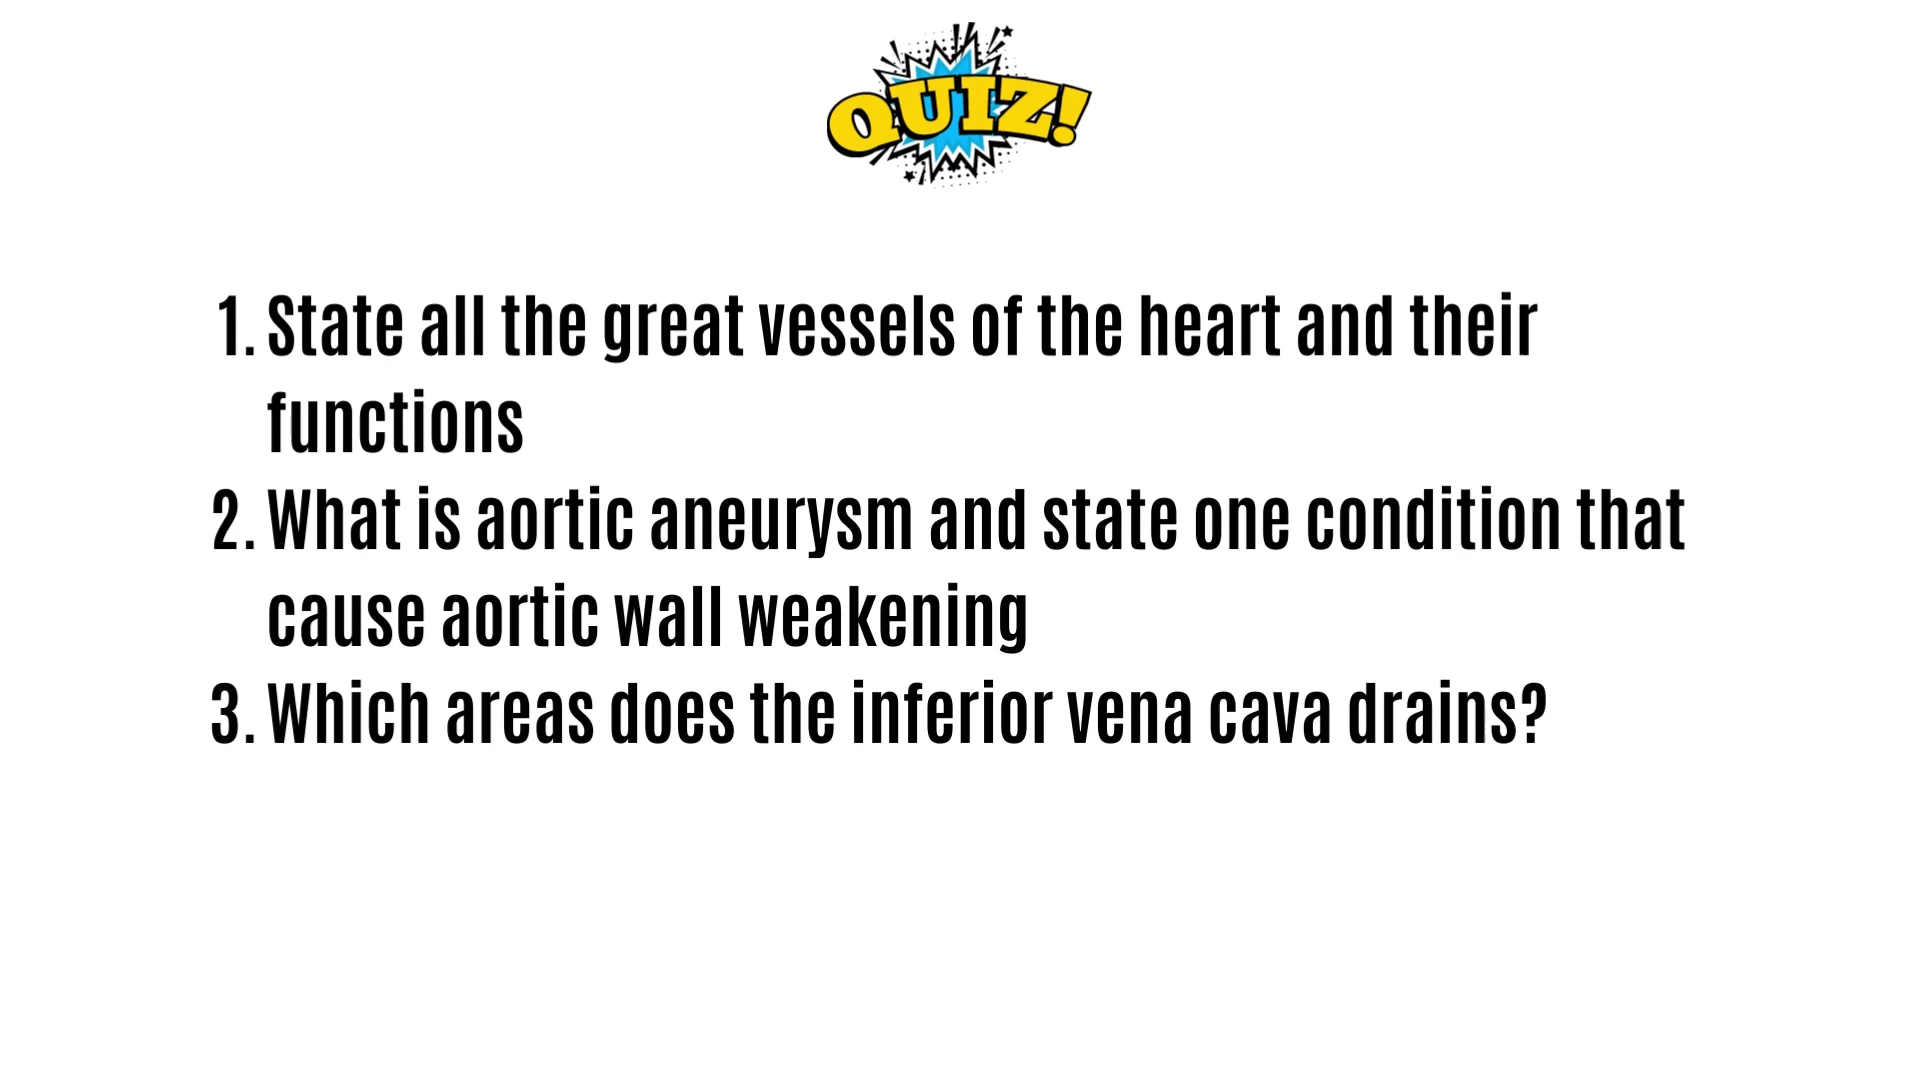 QUIZ!
1. State all the great vessels of the heart and their
functions
2. What is aortic aneurysm and state one condition that
cause aortic wall weakening
3. Which areas does the inferior vena cava drains?